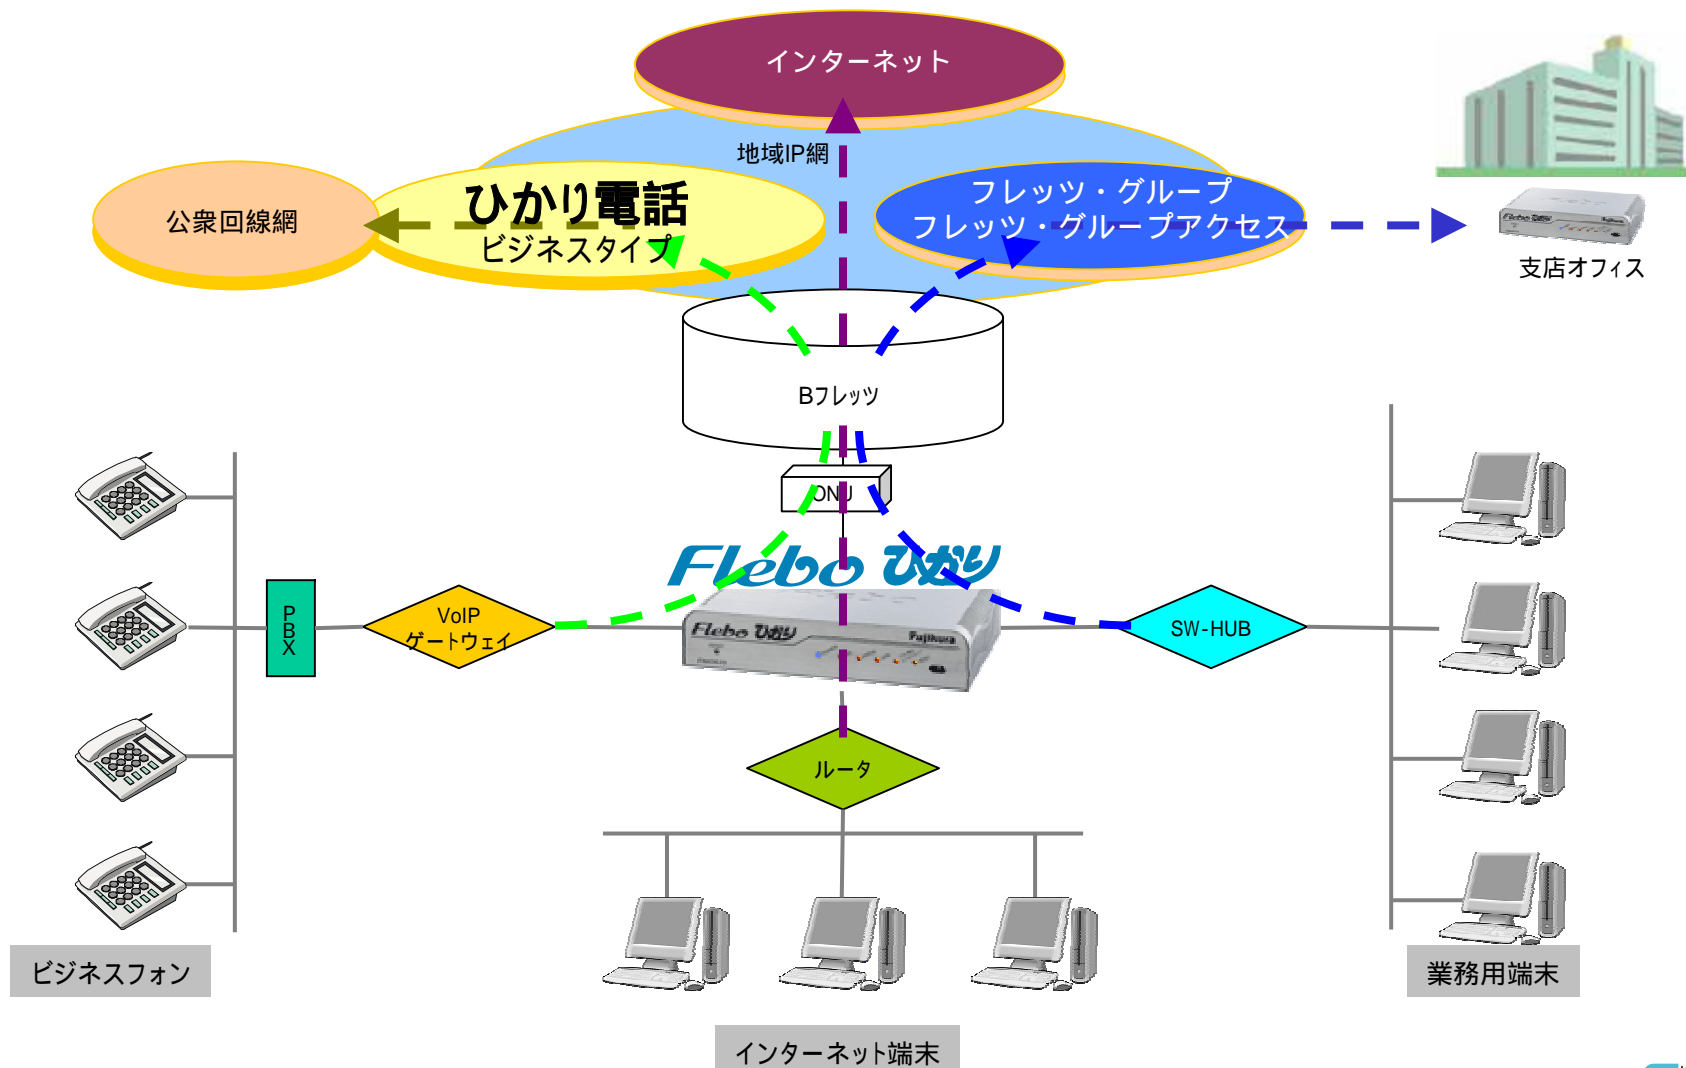 インターネット
地域IP網
公衆回線網
ひかり電話
ビジネスタイプ
フレッツ・グループ
フレッツ・グループアクセス
支店オフィス
Bフレッツ
ONU
Flebo ひかり
PBX
VoIP
ゲートウェイ
Flebo ひかり
Fujikura
SW-HUB
ルータ
ビジネスフォン
業務用端末
インターネット端末